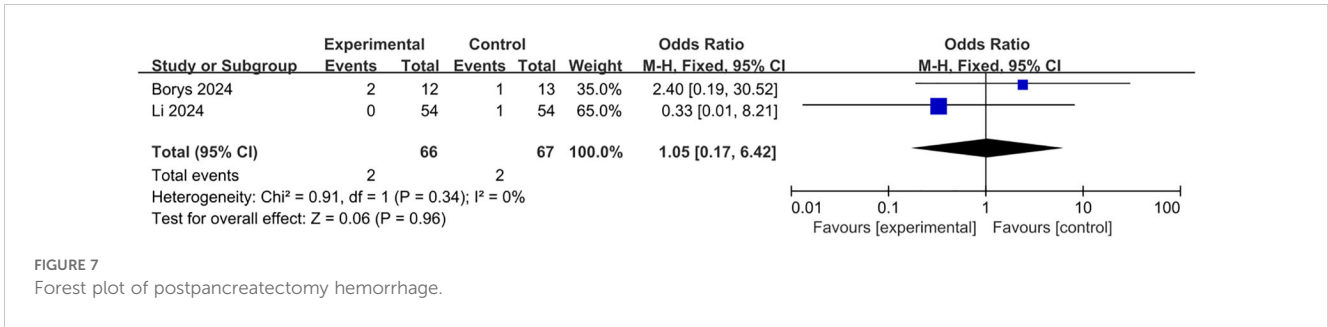 Experimental Control Odds Ratio Odds Ratio
Study or Subgroup Events Total Events Total Weight M-H, Fixed, 95% CI M-H, Fixed, 95% CI
Borys 2024 2 12 1 13 35.0% 2.40 [0.19, 30.52]
Li 2024 0 54 1 54 65.0% 0.33 [0.01, 8.21]
Total (95% CI) 66 67 100.0% 1.05 [0.17, 6.42]
Total events 2 2
Heterogeneity: Chi² = 0.91, df = 1 (P = 0.34); I² = 0%
Test for overall effect: Z = 0.06 (P = 0.96)
0.01 0.1 1 10 100
Favours [experimental] Favours [control]
FIGURE 7
Forest plot of postpancreatectomy hemorrhage.